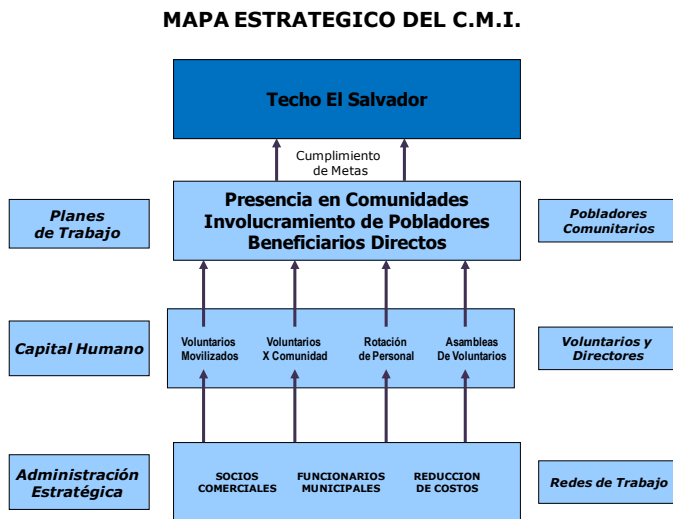 MAPA ESTRATEGICO DEL C.M.I.
Techo El Salvador
Cumplimiento
de Metas
Planes
de Trabajo
Presencia en Comunidades
Involucramiento de Pobladores
Beneficiarios Directos
Pobladores
Comunitarios
Capital Humano
Voluntarios
Movilizados
Voluntarios
X Comunidad
Rotación
de Personal
Asambleas
De Voluntarios
Voluntarios y
Directores
Administración
Estratégica
SOCIOS
COMERCIALES
FUNCIONARIOS
MUNICIPALES
REDUCCION
DE COSTOS
Redes de Trabajo